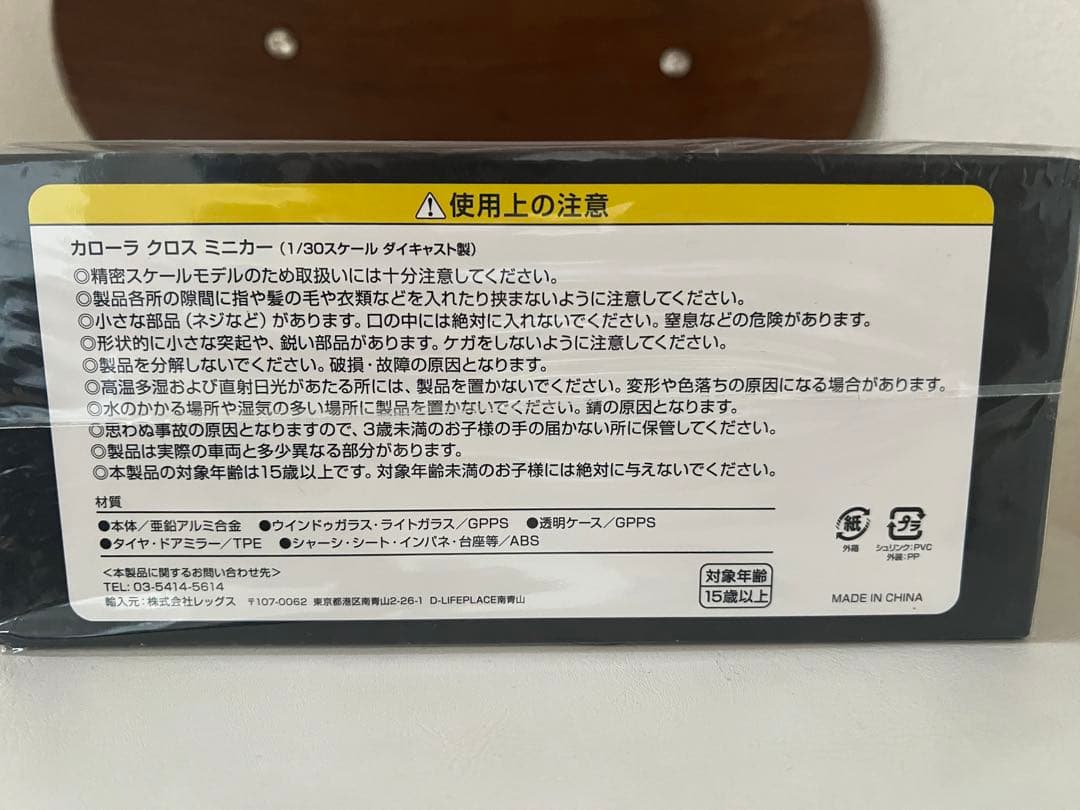 ⚠使用上の注意
カローラ クロス ミニカー（1/30スケール ダイキャスト製）
◎精密スケールモデルのため取扱いには十分注意してください。
◎製品各所の隙間に指や髪の毛や衣類などを入れたり挟まないように注意してください。
◎小さな部品（ネジなど）があります。口の中には絶対に入れないでください。窒息などの危険があります。
◎形状的に小さな突起や、鋭い部品があります。ケガをしないように注意してください。
◎製品を分解しないでください。破損・故障の原因となります。
◎高温多湿および直射日光があたる所には、製品を置かないでください。変形や色落ちの原因になる場合があります。
◎水のかかる場所や湿気の多い場所に製品を置かないでください。錆の原因となります。
◎思わぬ事故の原因となりますので、3歳未満のお子様の手の届かない所に保管してください。
◎製品は実際の車両と多少異なる部分があります。
◎本製品の対象年齢は15歳以上です。対象年齢未満のお子様には絶対に与えないでください。
材質
●本体／亜鉛アルミ合金 ●ウインドゥガラス・ライトガラス／GPPS ●透明ケース／GPPS
●タイヤ・ドアミラー／TPE ●シャーシ・シート・インパネ・台座等／ABS
紙
外箱
プラ
シュリンク:PVC
外装:PP
＜本製品に関するお問い合わせ先＞
TEL: 03-5414-5614
輸入元：株式会社レッグス 〒107-0062 東京都港区南青山2-26-1 D-LIFEPLACE南青山
対象年齢
15歳以上
MADE IN CHINA